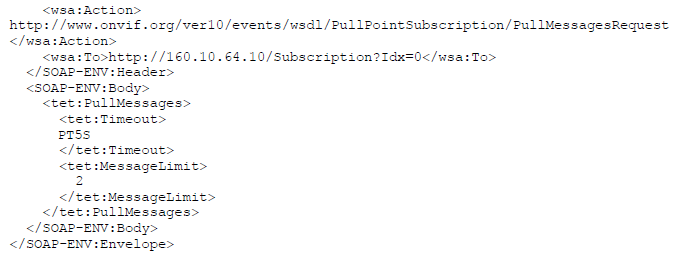 <wsa:Action>
http://www.onvif.org/ver10/events/wsdl/PullPointSubscription/PullMessagesRequest
</wsa:Action>
<wsa:To>http://160.10.64.10/Subscription?Idx=0</wsa:To>
</SOAP-ENV:Header>
<SOAP-ENV:Body>
<tet:PullMessages>
<tet:Timeout>
PT5S
</tet:Timeout>
<tet:MessageLimit>
2
</tet:MessageLimit>
</tet:PullMessages>
</SOAP-ENV:Body>
</SOAP-ENV:Envelope>